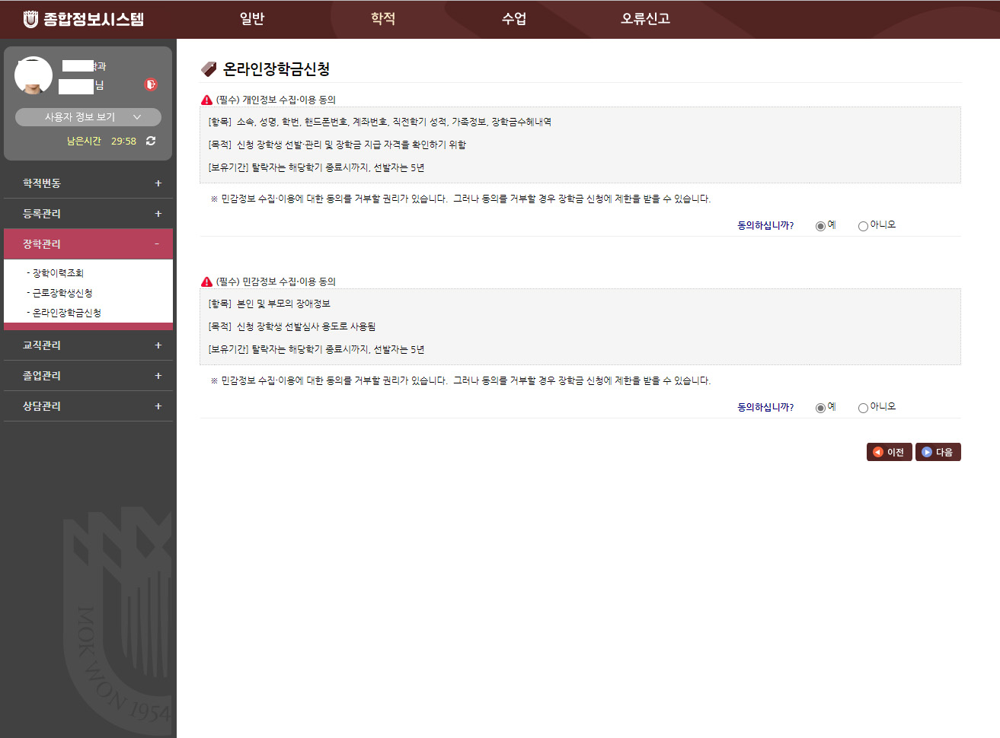 종합정보시스템
일반 학적 수업 오류신고
학과
님
사용자 정보 보기
남은시간 29:58
학적변동 +
등록관리 +
장학관리 -
- 장학이력조회
- 근로장학생신청
- 온라인장학금신청
교직관리 +
졸업관리 +
상담관리 +
MOK WON 1954
온라인장학금신청
(필수) 개인정보 수집·이용 동의
[항목] 소속, 성명, 학번, 핸드폰번호, 계좌번호, 직전학기 성적, 가족정보, 장학금수혜내역
[목적] 신청 장학생 선발·관리 및 장학금 지급 자격을 확인하기 위함
[보유기간] 탈락자는 해당학기 종료시까지, 선발자는 5년
※ 민감정보 수집·이용에 대한 동의를 거부할 권리가 있습니다. 그러나 동의를 거부할 경우 장학금 신청에 제한을 받을 수 있습니다.
동의하십니까? 예 아니오
(필수) 민감정보 수집·이용 동의
[항목] 본인 및 부모의 장애정보
[목적] 신청 장학생 선발심사 용도로 사용됨
[보유기간] 탈락자는 해당학기 종료시까지, 선발자는 5년
※ 민감정보 수집·이용에 대한 동의를 거부할 권리가 있습니다. 그러나 동의를 거부할 경우 장학금 신청에 제한을 받을 수 있습니다.
동의하십니까? 예 아니오
이전 다음